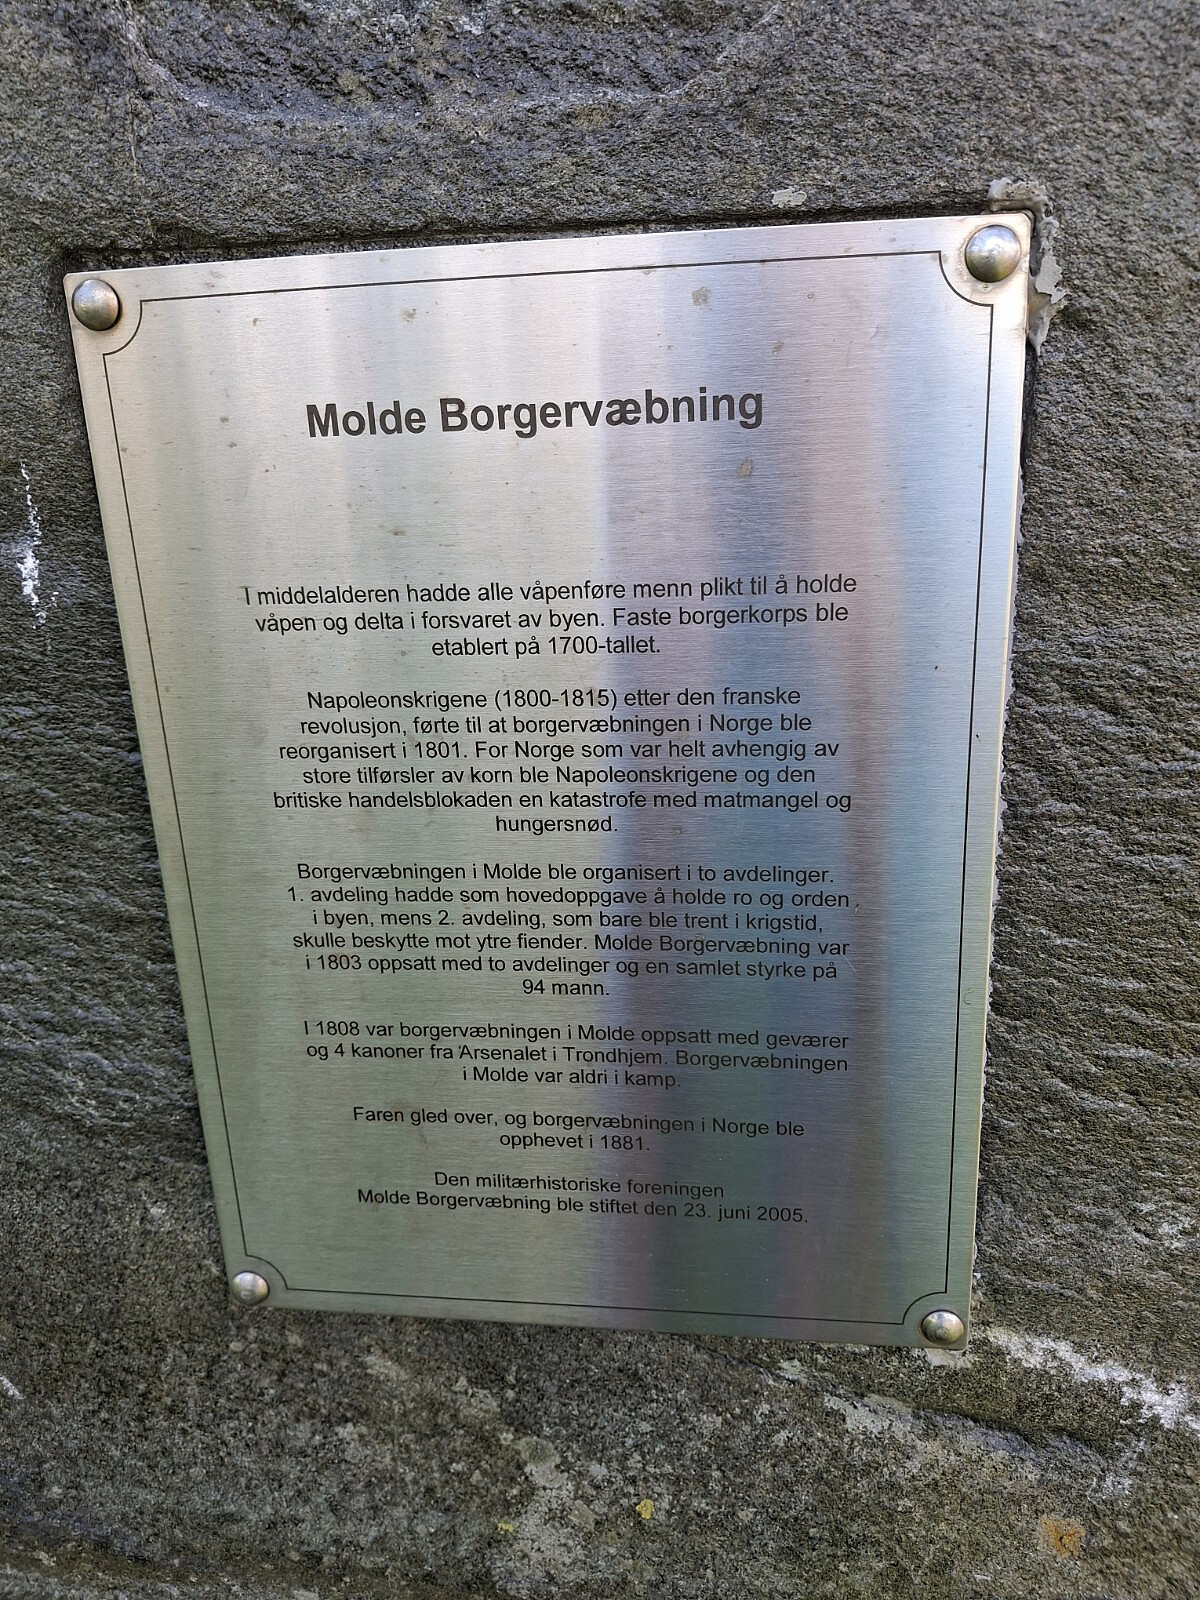 Molde Borgervæbning
I middelalderen hadde alle våpenføre menn plikt til å holde
våpen og delta i forsvaret av byen. Faste borgerkorps ble
etablert på 1700-tallet.
Napoleonskrigene (1800-1815) etter den franske
revolusjon, førte til at borgervæbningen i Norge ble
reorganisert i 1801. For Norge som var helt avhengig av
store tilførsler av korn ble Napoleonskrigene og den
britiske handelsblokaden en katastrofe med matmangel og
hungersnød.
Borgervæbningen i Molde ble organisert i to avdelinger.
1. avdeling hadde som hovedoppgave å holde ro og orden
i byen, mens 2. avdeling, som bare ble trent i krigstid,
skulle beskytte mot ytre fiender. Molde Borgervæbning var
i 1803 oppsatt med to avdelinger og en samlet styrke på
94 mann.
I 1808 var borgervæbningen i Molde oppsatt med geværer
og 4 kanoner fra Arsenalet i Trondhjem. Borgervæbningen
i Molde var aldri i kamp.
Faren gled over, og borgervæbningen i Norge ble
opphevet i 1881.
Den militærhistoriske foreningen
Molde Borgervæbning ble stiftet den 23. juni 2005.